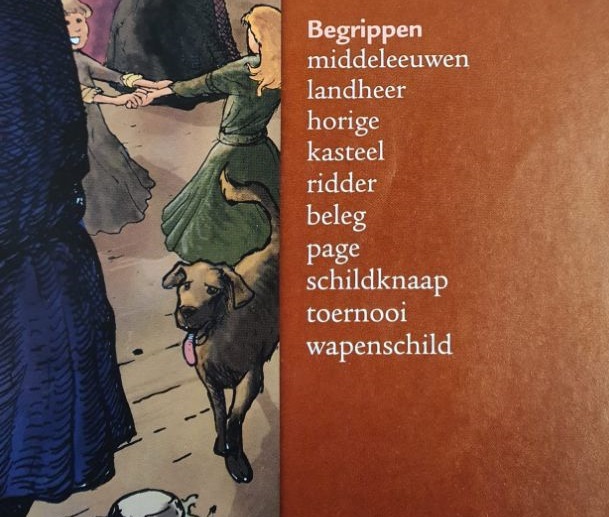 Begrippen
middeleeuwen
landheer
horige
kasteel
ridder
beleg
page
schildknaap
toernooi
wapenschild